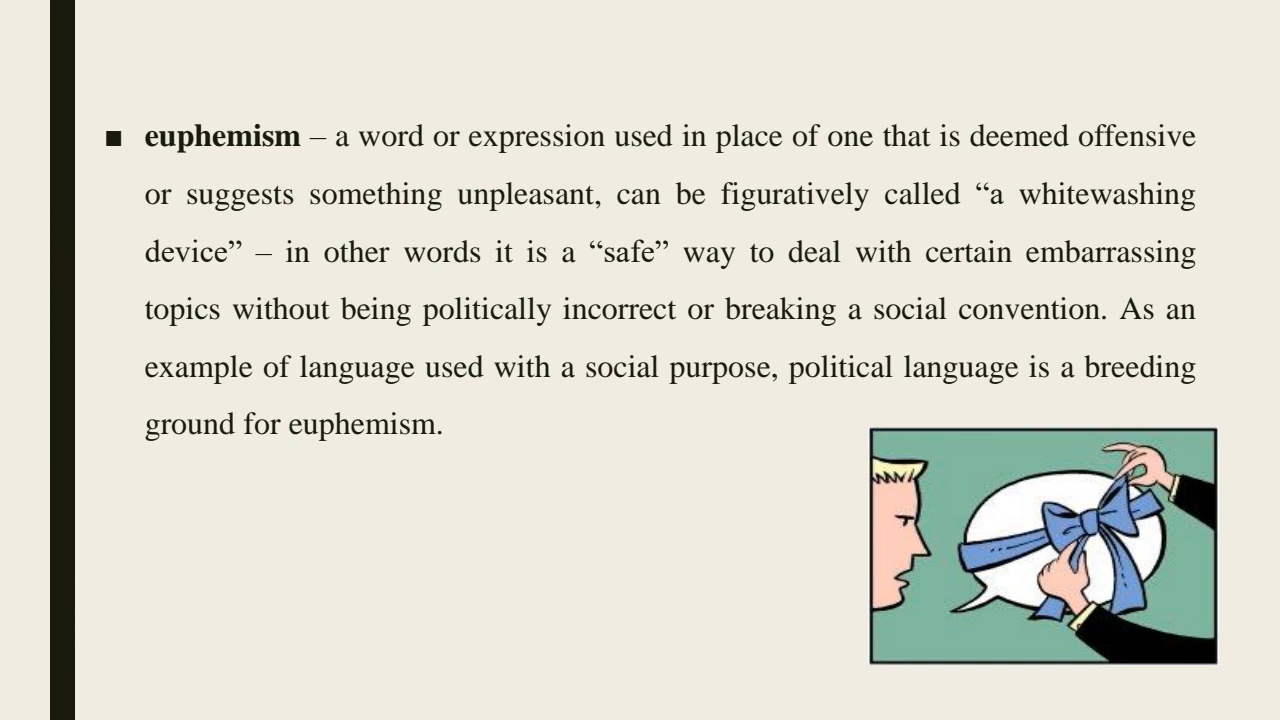 ■ euphemism – a word or expression used in place of one that is deemed offensive
or suggests something unpleasant, can be figuratively called “a whitewashing
device” – in other words it is a “safe” way to deal with certain embarrassing
topics without being politically incorrect or breaking a social convention. As an
example of language used with a social purpose, political language is a breeding
ground for euphemism.